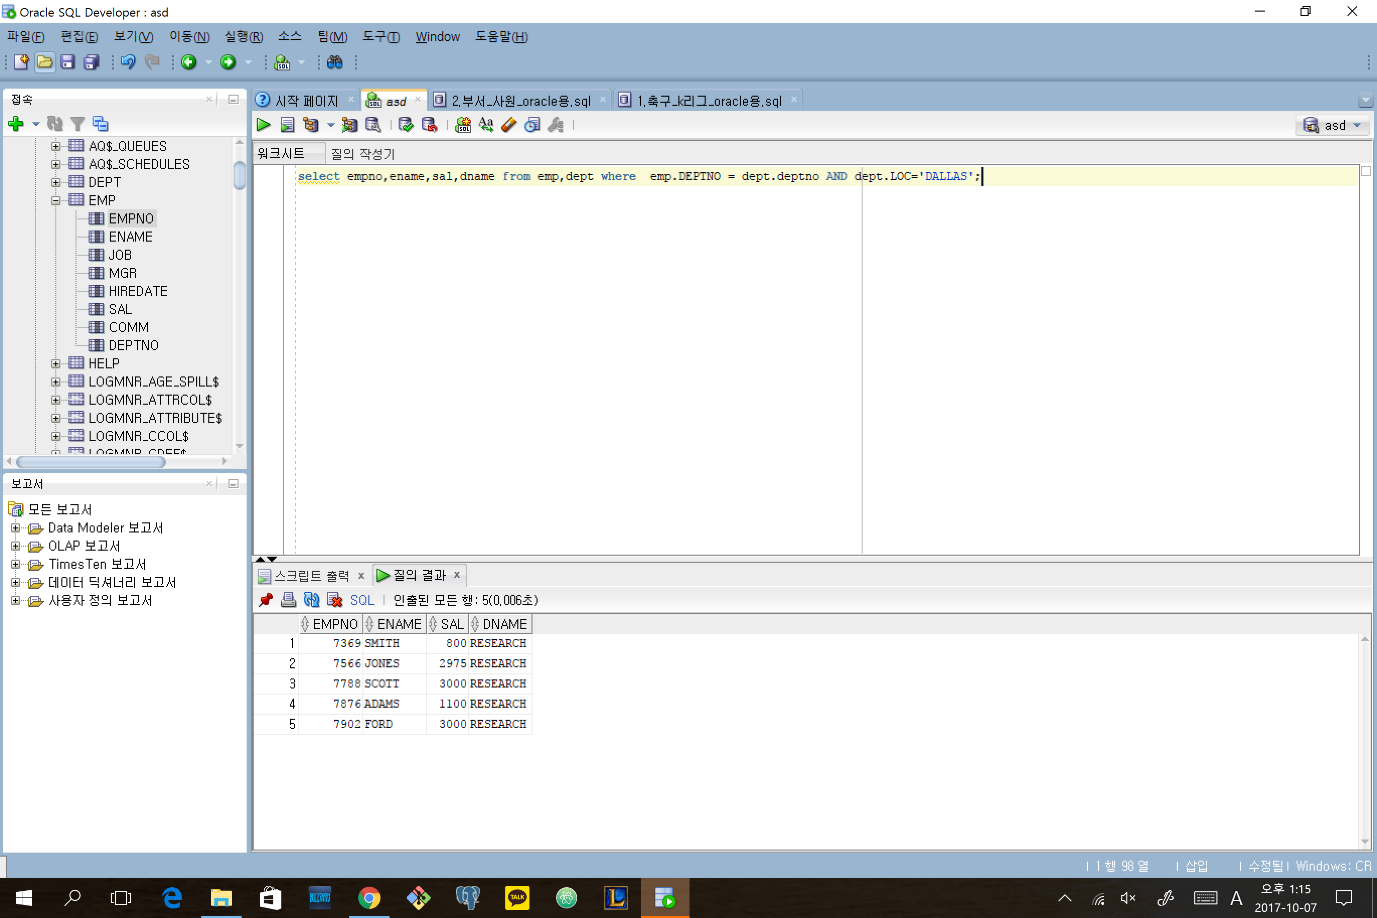 Oracle SQL Developer : asd
파일(F) 편집(E) 보기(V) 이동(N) 실행(R) 소스 팀(M) 도구(T) Window 도움말(H)
접속
AQ$_QUEUES
AQ$_SCHEDULES
DEPT
EMP
EMPNO
ENAME
JOB
MGR
HIREDATE
SAL
COMM
DEPTNO
HELP
LOGMNR_AGE_SPILL$
LOGMNR_ATTRCOL$
LOGMNR_ATTRIBUTE$
LOGMNR_CCOL$
LOGMNR_CDEF$
보고서
모든 보고서
Data Modeler 보고서
OLAP 보고서
TimesTen 보고서
데이터 딕셔너리 보고서
사용자 정의 보고서
시작 페이지 asd 2.부서_사원_oracle용.sql 1.축구_k리그_oracle용.sql
asd
워크시트 질의 작성기
select empno,ename,sal,dname from emp,dept where  emp.DEPTNO = dept.deptno AND dept.LOC='DALLAS';
스크립트 출력 질의 결과
SQL 인출된 모든 행: 5(0.006초)
EMPNO ENAME SAL DNAME
1 7369 SMITH 800 RESEARCH
2 7566 JONES 2975 RESEARCH
3 7788 SCOTT 3000 RESEARCH
4 7876 ADAMS 1100 RESEARCH
5 7902 FORD 3000 RESEARCH
1 행 98 열 삽입 수정됨 Windows: CR
BLIZZARD TALK L A 오후 1:15
2017-10-07